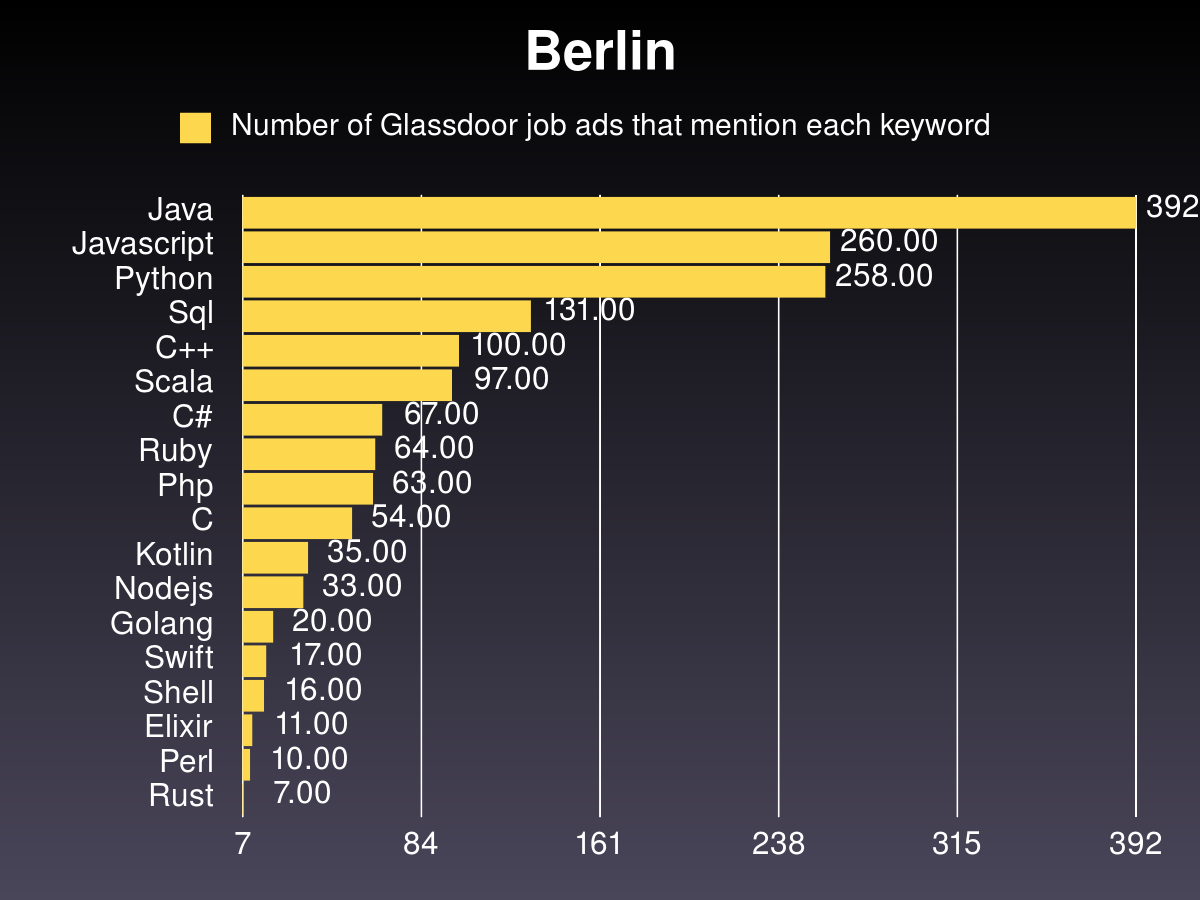 Berlin
Number of Glassdoor job ads that mention each keyword
Java 392
Javascript 260.00
Python 258.00
Sql 131.00
C++ 100.00
Scala 97.00
C# 67.00
Ruby 64.00
Php 63.00
C 54.00
Kotlin 35.00
Nodejs 33.00
Golang 20.00
Swift 17.00
Shell 16.00
Elixir 11.00
Perl 10.00
Rust 7.00
7 84 161 238 315 392